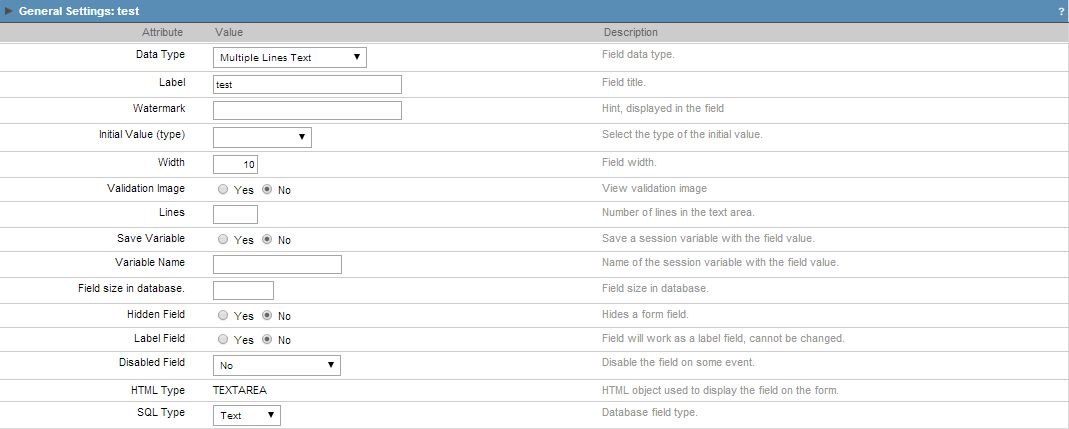 General Settings: test ?
Attribute Value Description
Data Type Multiple Lines Text Field data type.
Label test Field title.
Watermark Hint, displayed in the field
Initial Value (type) Select the type of the initial value.
Width 10 Field width.
Validation Image Yes No View validation image
Lines Number of lines in the text area.
Save Variable Yes No Save a session variable with the field value.
Variable Name Name of the session variable with the field value.
Field size in database. Field size in database.
Hidden Field Yes No Hides a form field.
Label Field Yes No Field will work as a label field, cannot be changed.
Disabled Field No Disable the field on some event.
HTML Type TEXTAREA HTML object used to display the field on the form.
SQL Type Text Database field type.